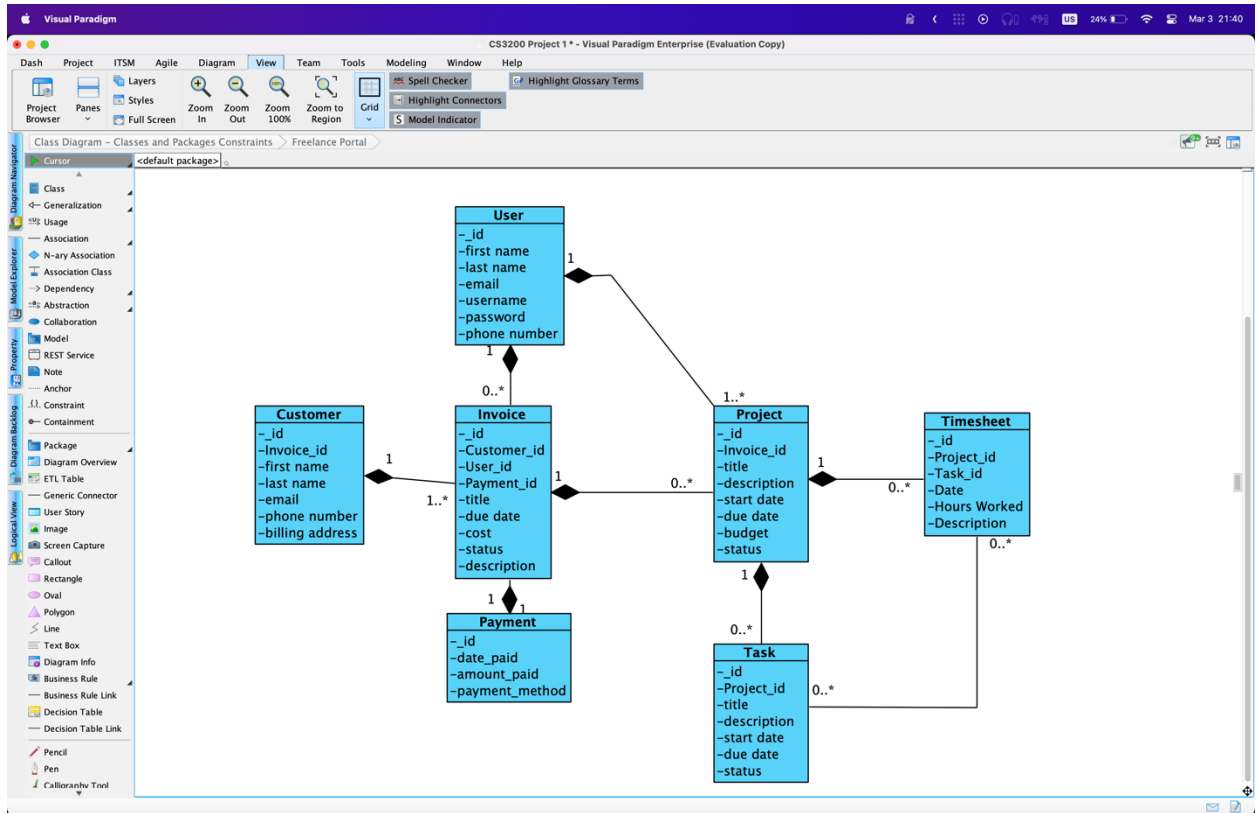 Visual Paradigm
US 24% Mar 3 21:40
CS3200 Project 1 * - Visual Paradigm Enterprise (Evaluation Copy)
Dash Project ITSM Agile Diagram View Team Tools Modeling Window Help
Project Browser
Panes
Layers
Styles
Full Screen
Zoom In
Zoom Out
Zoom 100%
Zoom to Region
Grid
ABC Spell Checker
Highlight Connectors
S Model Indicator
Highlight Glossary Terms
Class Diagram - Classes and Packages Constraints
Freelance Portal
Diagram Navigator
Model Explorer
Property
Diagram Backlog
Logical View
Cursor
<default package>
Class
Generalization
Usage
Association
N-ary Association
Association Class
Dependency
Abstraction
Collaboration
Model
REST Service
Note
Anchor
Constraint
Containment
Package
Diagram Overview
ETL Table
Generic Connector
User Story
Image
Screen Capture
Callout
Rectangle
Oval
Polygon
Line
Text Box
Diagram Info
Business Rule
Business Rule Link
Decision Table
Decision Table Link
Pencil
Pen
Calligraphy Tool
User
-_id
-first name
-last name
-email
-username
-password
-phone number
1
1
0..*
1..*
Customer
-_id
-Invoice_id
-first name
-last name
-email
-phone number
-billing address
1
1..*
Invoice
-_id
-Customer_id
-User_id
-Payment_id
-title
-due date
-cost
-status
-description
1
0..*
1
1
Payment
-_id
-date_paid
-amount_paid
-payment_method
Project
-_id
-Invoice_id
-title
-description
-start date
-due date
-budget
-status
1
0..*
1
0..*
Timesheet
-_id
-Project_id
-Task_id
-Date
-Hours Worked
-Description
0..*
Task
-_id
-Project_id
-title
-description
-start date
-due date
-status
0..*